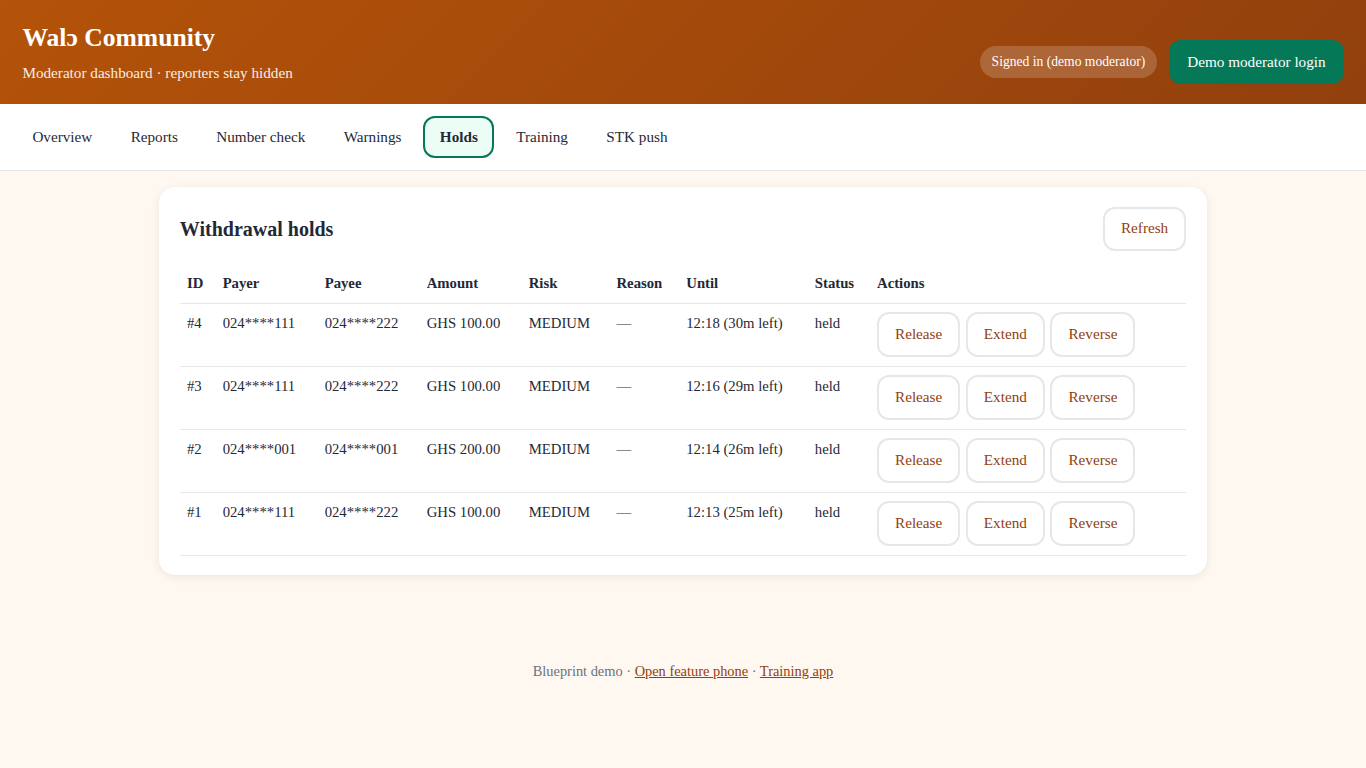 Walɔ Community
Moderator dashboard · reporters stay hidden
Signed in (demo moderator)
Demo moderator login
Overview Reports Number check Warnings Holds Training STK push
Withdrawal holds
Refresh
ID Payer Payee Amount Risk Reason Until Status Actions
#4 024****111 024****222 GHS 100.00 MEDIUM — 12:18 (30m left) held Release Extend Reverse
#3 024****111 024****222 GHS 100.00 MEDIUM — 12:16 (29m left) held Release Extend Reverse
#2 024****001 024****001 GHS 200.00 MEDIUM — 12:14 (26m left) held Release Extend Reverse
#1 024****111 024****222 GHS 100.00 MEDIUM — 12:13 (25m left) held Release Extend Reverse
Blueprint demo · Open feature phone · Training app